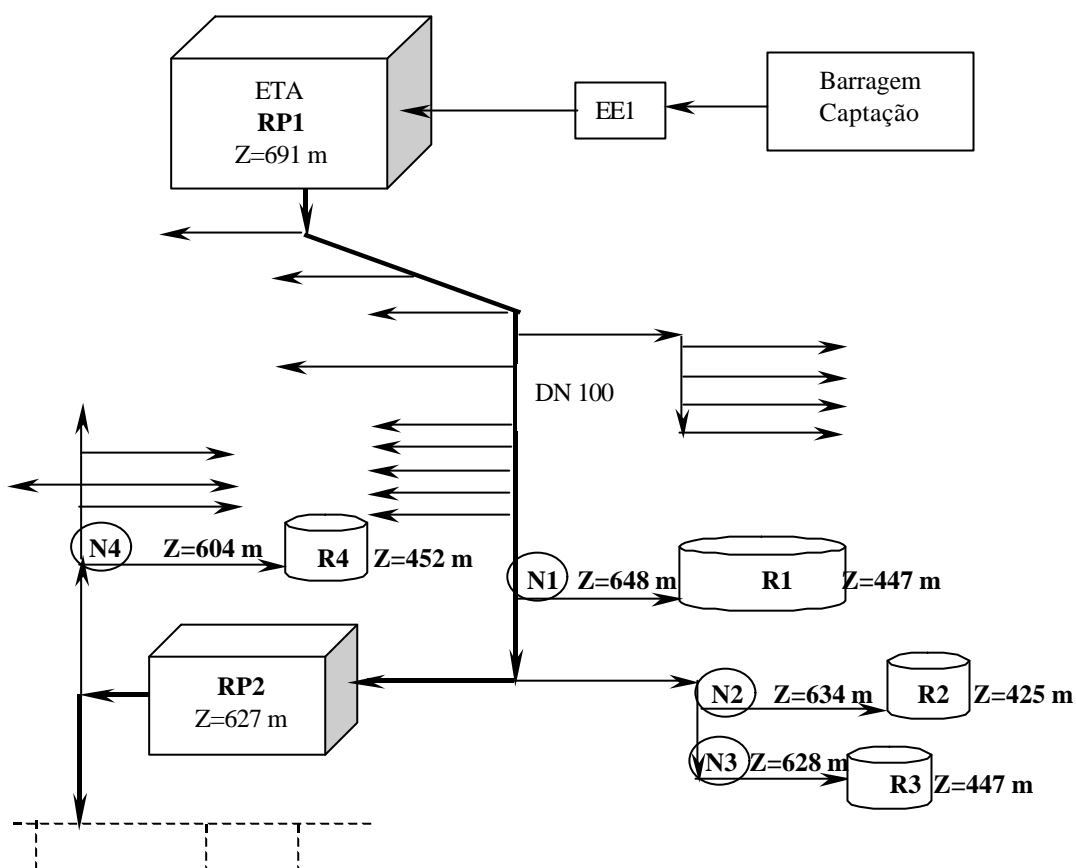 ETA
RP1
Z=691 m
EE1
Barragem
Captação
DN 100
N4 Z=604 m R4 Z=452 m
N1 Z=648 m R1 Z=447 m
RP2
Z=627 m
N2 Z=634 m R2 Z=425 m
N3 Z=628 m R3 Z=447 m